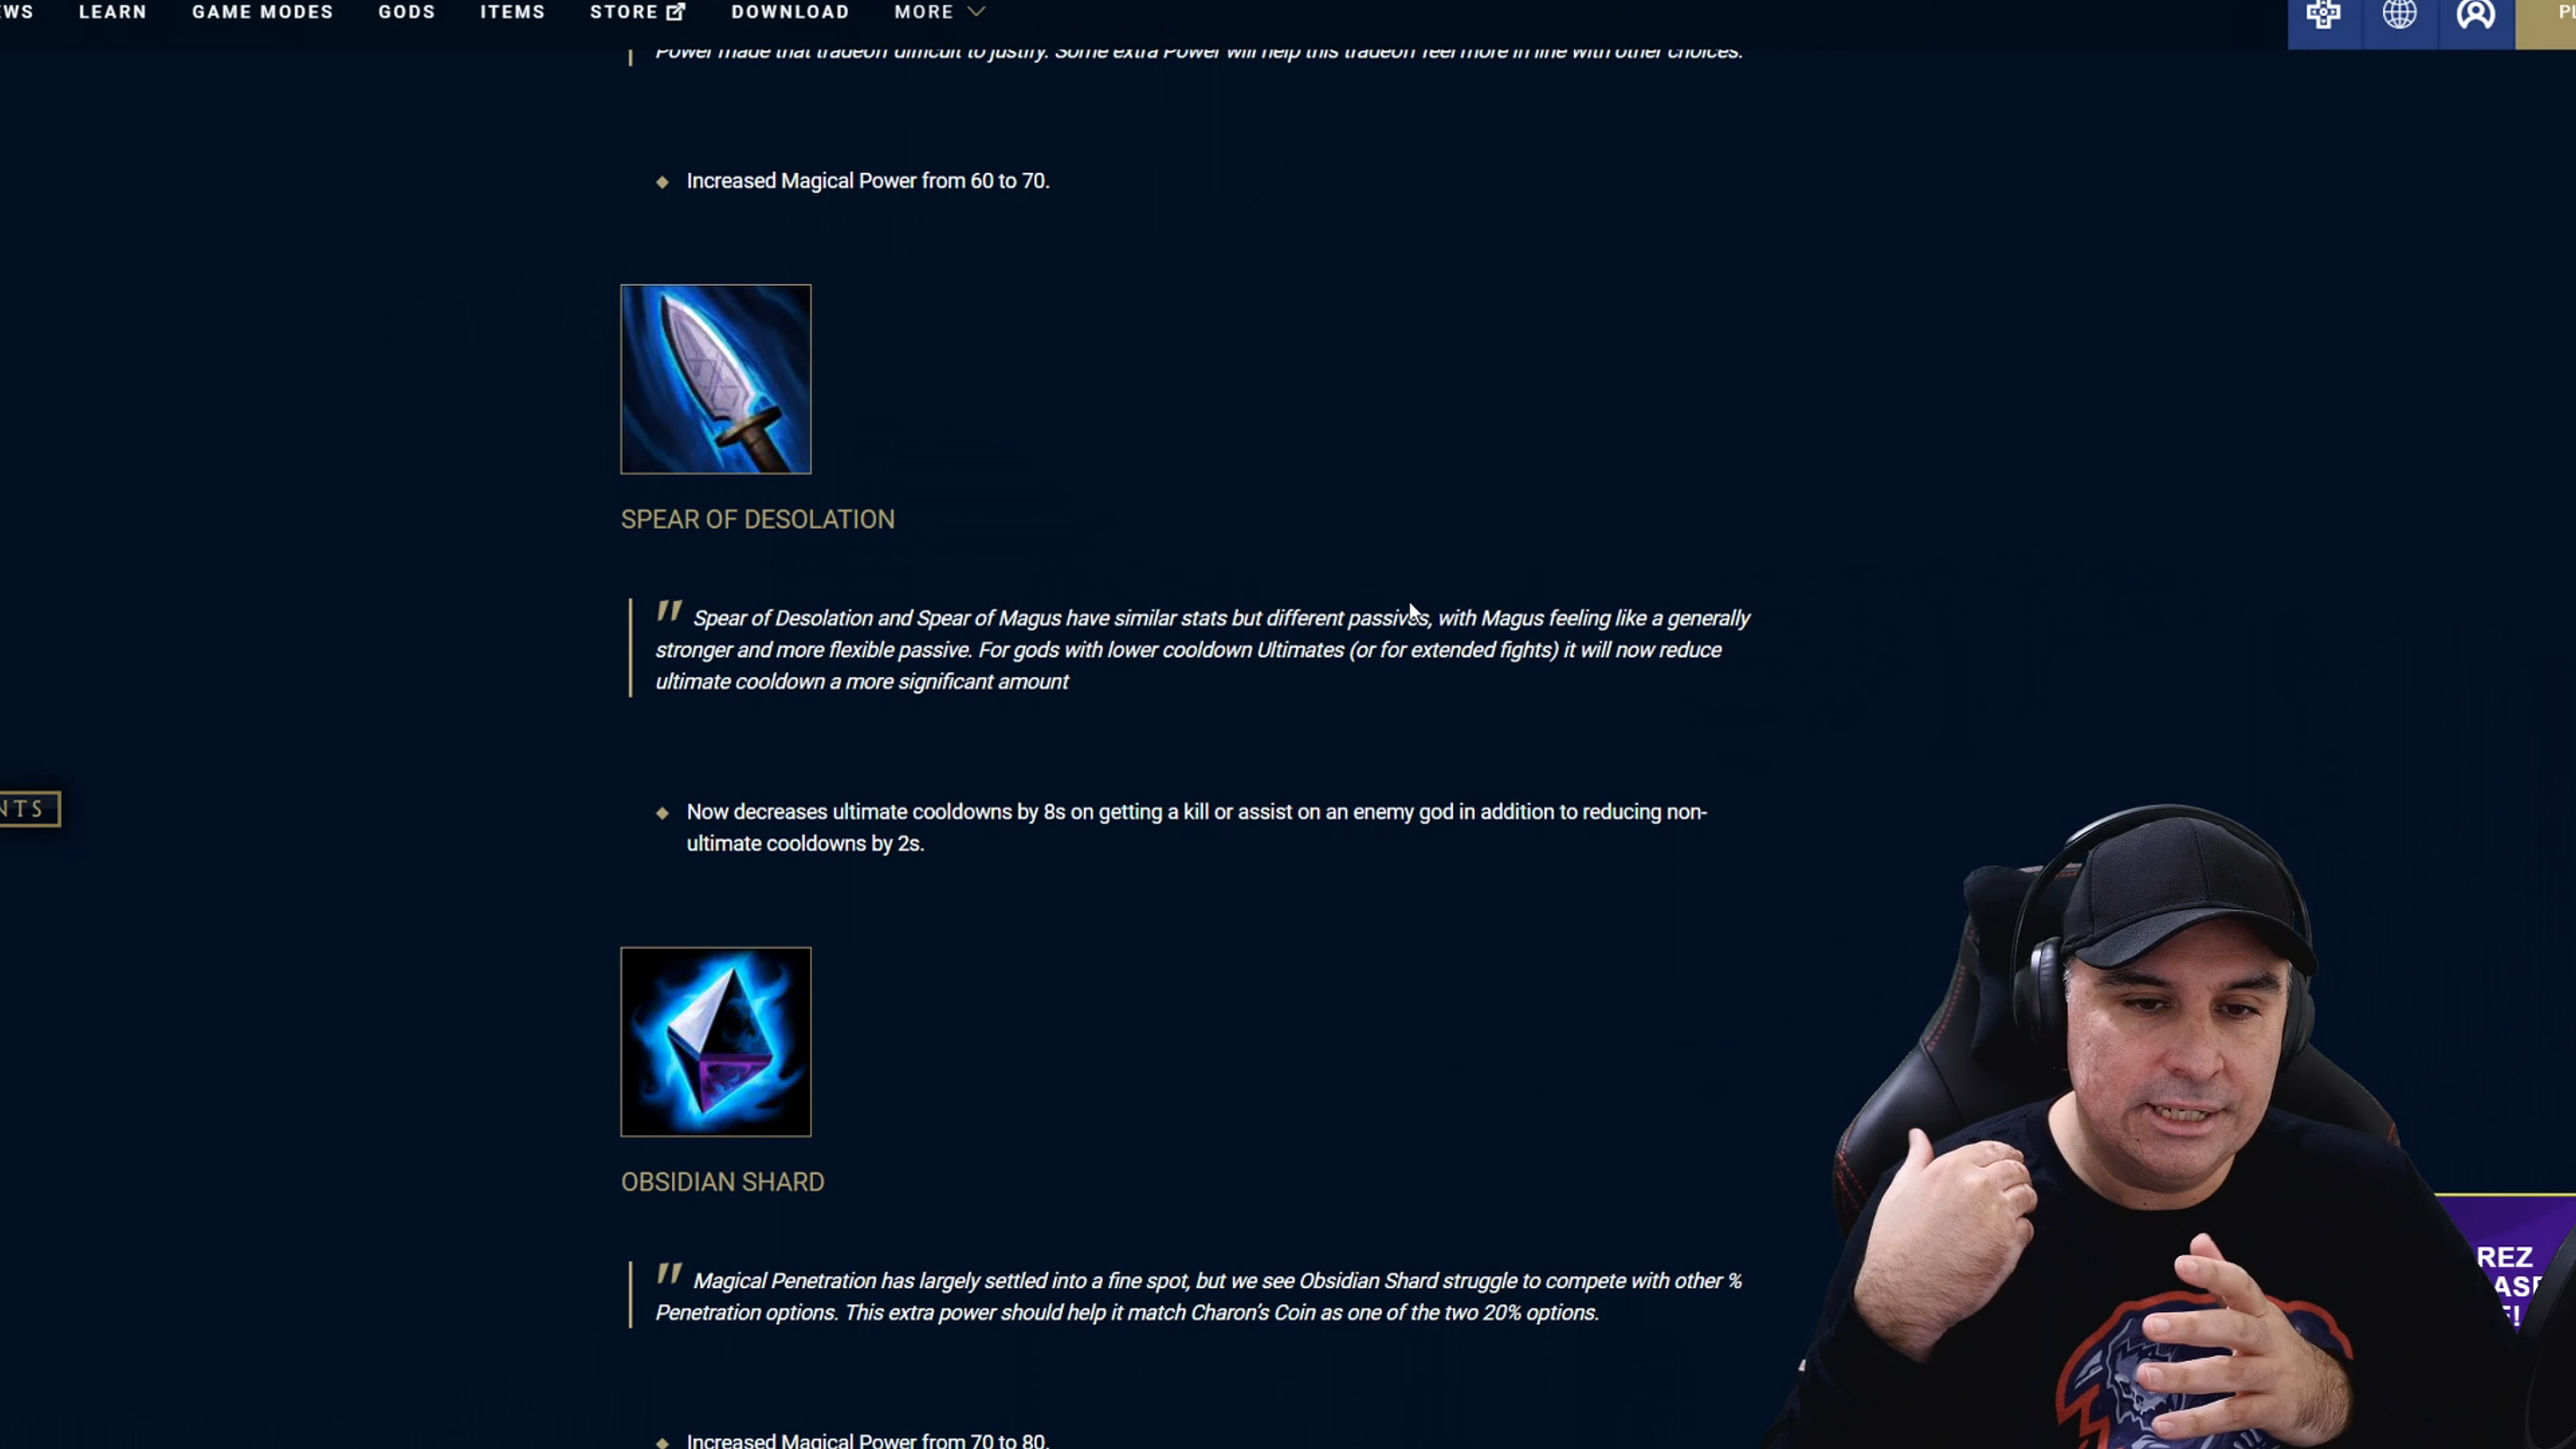 LEARN GAME MODES GODS ITEMS STORE DOWNLOAD MORE
Power made that tradeoff difficult to justify. Some extra Power will help this tradeoff feel more in line with other choices.
Increased Magical Power from 60 to 70.
SPEAR OF DESOLATION
" Spear of Desolation and Spear of Magus have similar stats but different passives, with Magus feeling like a generally
stronger and more flexible passive. For gods with lower cooldown Ultimates (or for extended fights) it will now reduce
ultimate cooldown a more significant amount
NTS
Now decreases ultimate cooldowns by 8s on getting a kill or assist on an enemy god in addition to reducing non-
ultimate cooldowns by 2s.
OBSIDIAN SHARD
" Magical Penetration has largely settled into a fine spot, but we see Obsidian Shard struggle to compete with other %
Penetration options. This extra power should help it match Charon's Coin as one of the two 20% options.
REZ
Increased Magical Power from 70 to 80.